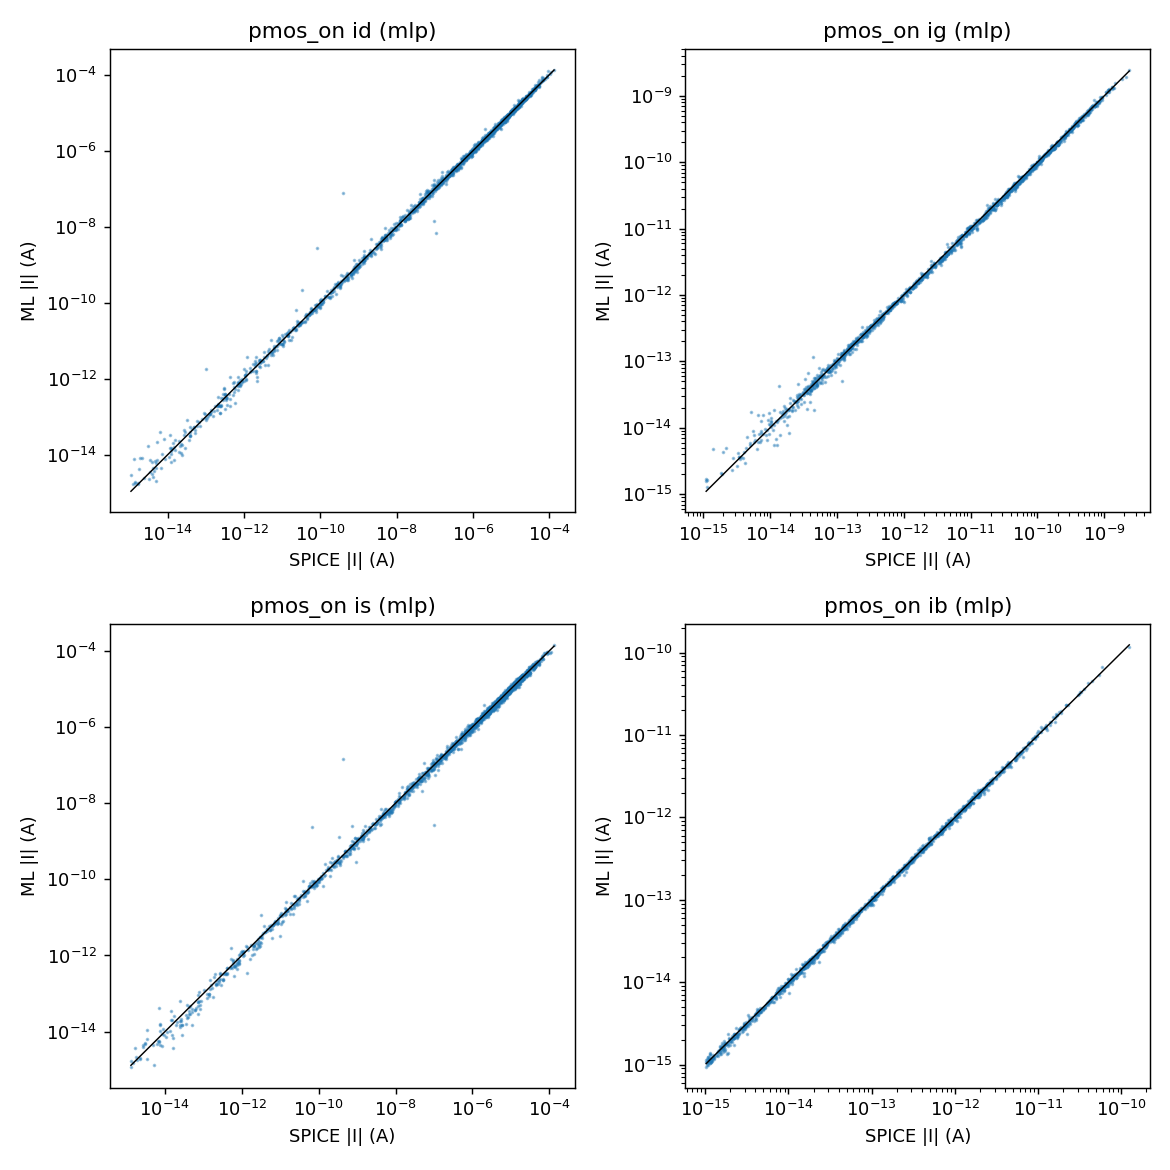 pmos_on id (mlp)
ML |I| (A)
10⁻⁴
10⁻⁶
10⁻⁸
10⁻¹⁰
10⁻¹²
10⁻¹⁴
10⁻¹⁴ 10⁻¹² 10⁻¹⁰ 10⁻⁸ 10⁻⁶ 10⁻⁴
SPICE |I| (A)
pmos_on ig (mlp)
ML |I| (A)
10⁻⁹
10⁻¹⁰
10⁻¹¹
10⁻¹²
10⁻¹³
10⁻¹⁴
10⁻¹⁵
10⁻¹⁵ 10⁻¹⁴ 10⁻¹³ 10⁻¹² 10⁻¹¹ 10⁻¹⁰ 10⁻⁹
SPICE |I| (A)
pmos_on is (mlp)
ML |I| (A)
10⁻⁴
10⁻⁶
10⁻⁸
10⁻¹⁰
10⁻¹²
10⁻¹⁴
10⁻¹⁴ 10⁻¹² 10⁻¹⁰ 10⁻⁸ 10⁻⁶ 10⁻⁴
SPICE |I| (A)
pmos_on ib (mlp)
ML |I| (A)
10⁻¹⁰
10⁻¹¹
10⁻¹²
10⁻¹³
10⁻¹⁴
10⁻¹⁵
10⁻¹⁵ 10⁻¹⁴ 10⁻¹³ 10⁻¹² 10⁻¹¹ 10⁻¹⁰
SPICE |I| (A)